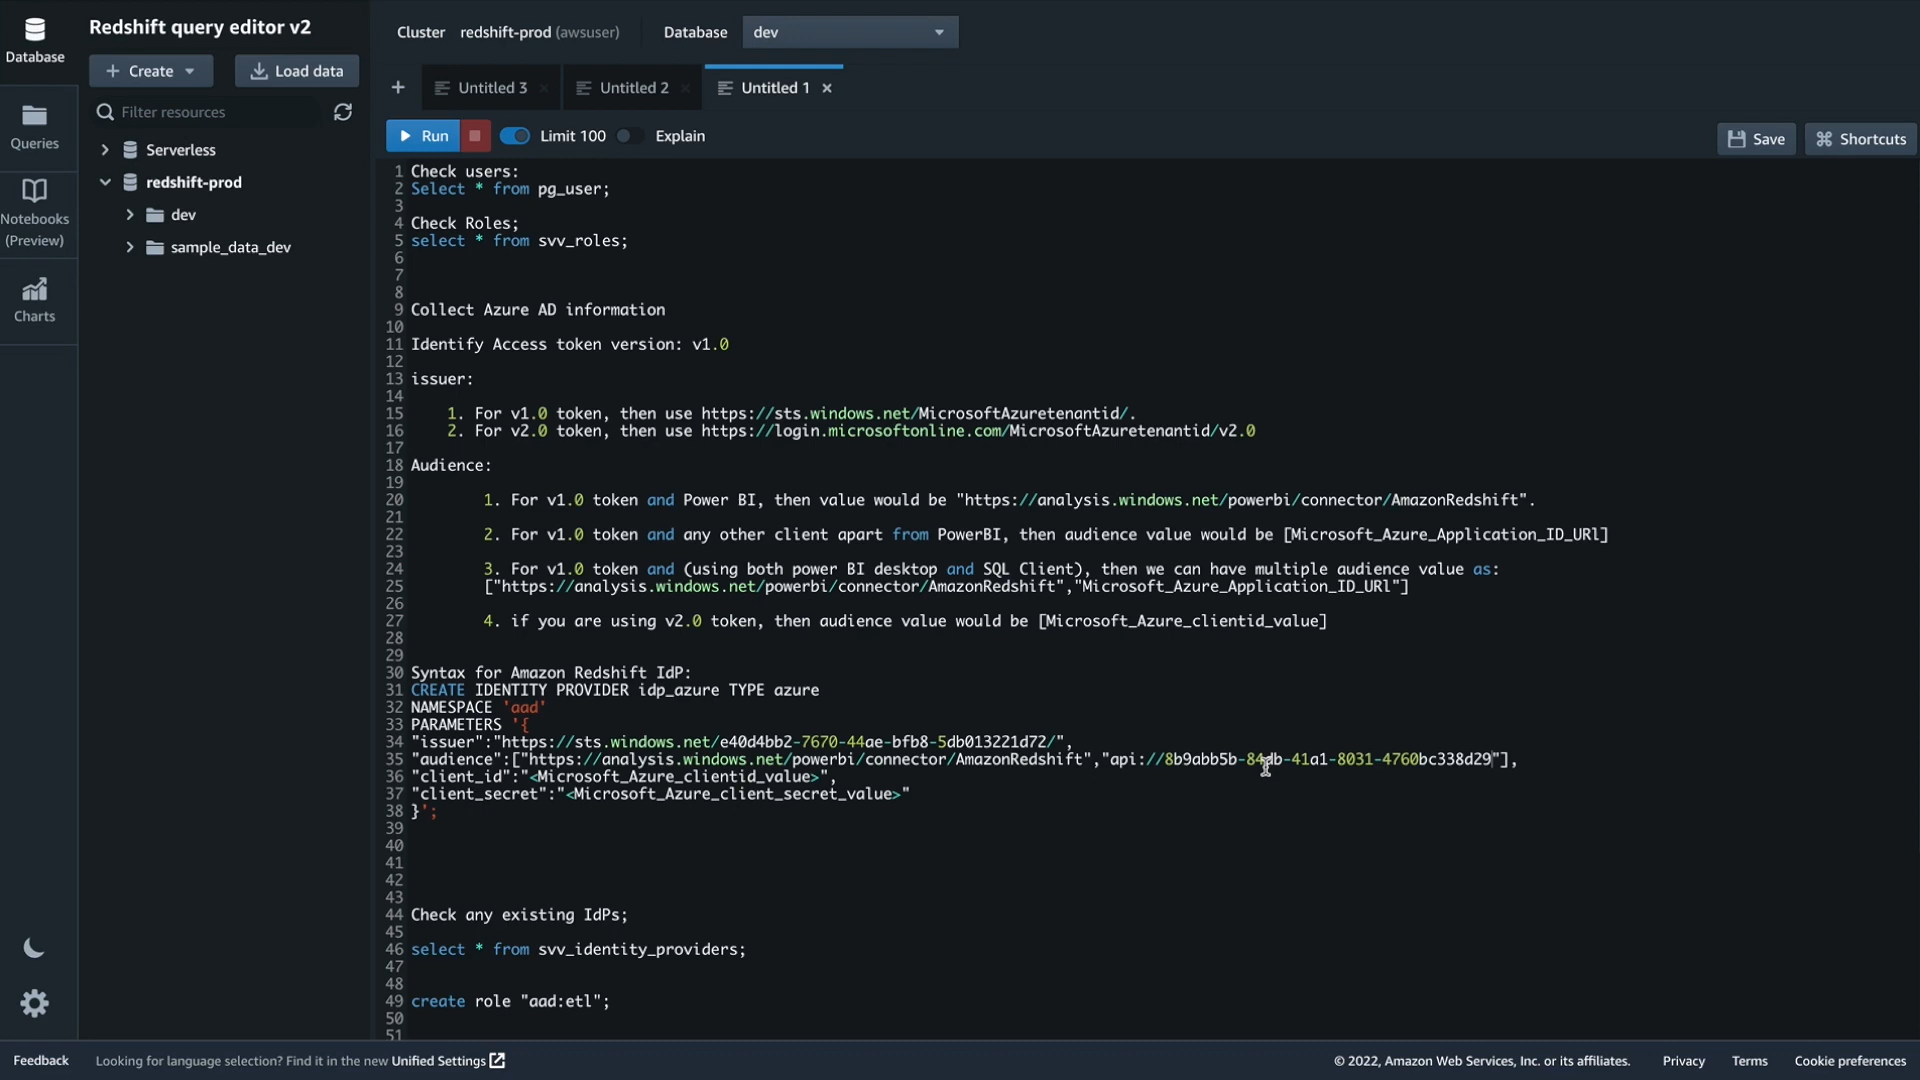 Database
Redshift query editor v2
Create
Load data
Filter resources
Serverless
redshift-prod
dev
sample_data_dev
Queries
Notebooks
(Preview)
Charts
Cluster redshift-prod (awsuser) Database dev
+ Untitled 3 × Untitled 2 × Untitled 1 ×
Run Limit 100 Explain Save Shortcuts
1 Check users:
2 Select * from pg_user;
3
4 Check Roles;
5 select * from svv_roles;
6
7
8
9 Collect Azure AD information
10
11 Identify Access token version: v1.0
12
13 issuer:
14
15 1. For v1.0 token, then use https://sts.windows.net/MicrosoftAzuretenantid/.
16 2. For v2.0 token, then use https://login.microsoftonline.com/MicrosoftAzuretenantid/v2.0
17
18 Audience:
19
20 1. For v1.0 token and Power BI, then value would be "https://analysis.windows.net/powerbi/connector/AmazonRedshift".
21
22 2. For v1.0 token and any other client apart from PowerBI, then audience value would be [Microsoft_Azure_Application_ID_URl]
23
24 3. For v1.0 token and (using both power BI desktop and SQL Client), then we can have multiple audience value as:
25 ["https://analysis.windows.net/powerbi/connector/AmazonRedshift","Microsoft_Azure_Application_ID_URl"]
26
27 4. if you are using v2.0 token, then audience value would be [Microsoft_Azure_clientid_value]
28
29
30 Syntax for Amazon Redshift IdP:
31 CREATE IDENTITY PROVIDER idp_azure TYPE azure
32 NAMESPACE 'aad'
33 PARAMETERS '{
34 "issuer":"https://sts.windows.net/e40d4bb2-7670-44ae-bfb8-5db013221d72/",
35 "audience":["https://analysis.windows.net/powerbi/connector/AmazonRedshift","api://8b9abb5b-84db-41a1-8031-4760bc338d29"],
36 "client_id":"<Microsoft_Azure_clientid_value>",
37 "client_secret":"<Microsoft_Azure_client_secret_value>"
38 }';
39
40
41
42
43
44 Check any existing IdPs;
45
46 select * from svv_identity_providers;
47
48
49 create role "aad:etl";
50
51
Feedback Looking for language selection? Find it in the new Unified Settings © 2022, Amazon Web Services, Inc. or its affiliates. Privacy Terms Cookie preferences